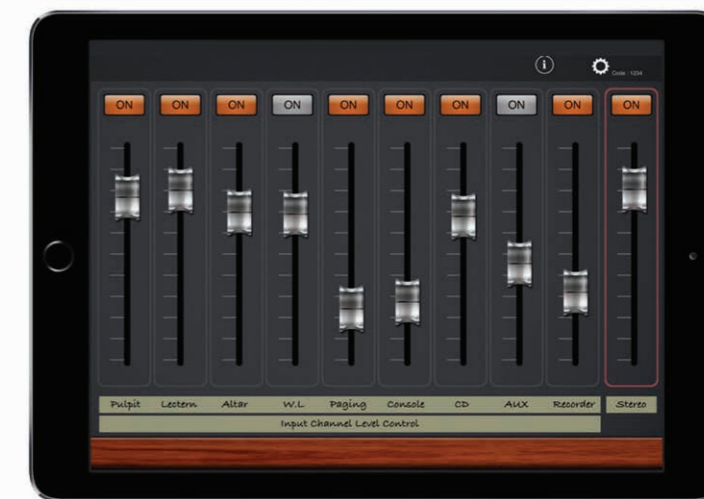 i
Code : 1234
ON ON ON ON ON ON ON ON ON ON
Pulpit Lectern Altar W.L Paging Console CD AUX Recorder Stereo
Input Channel Level Control